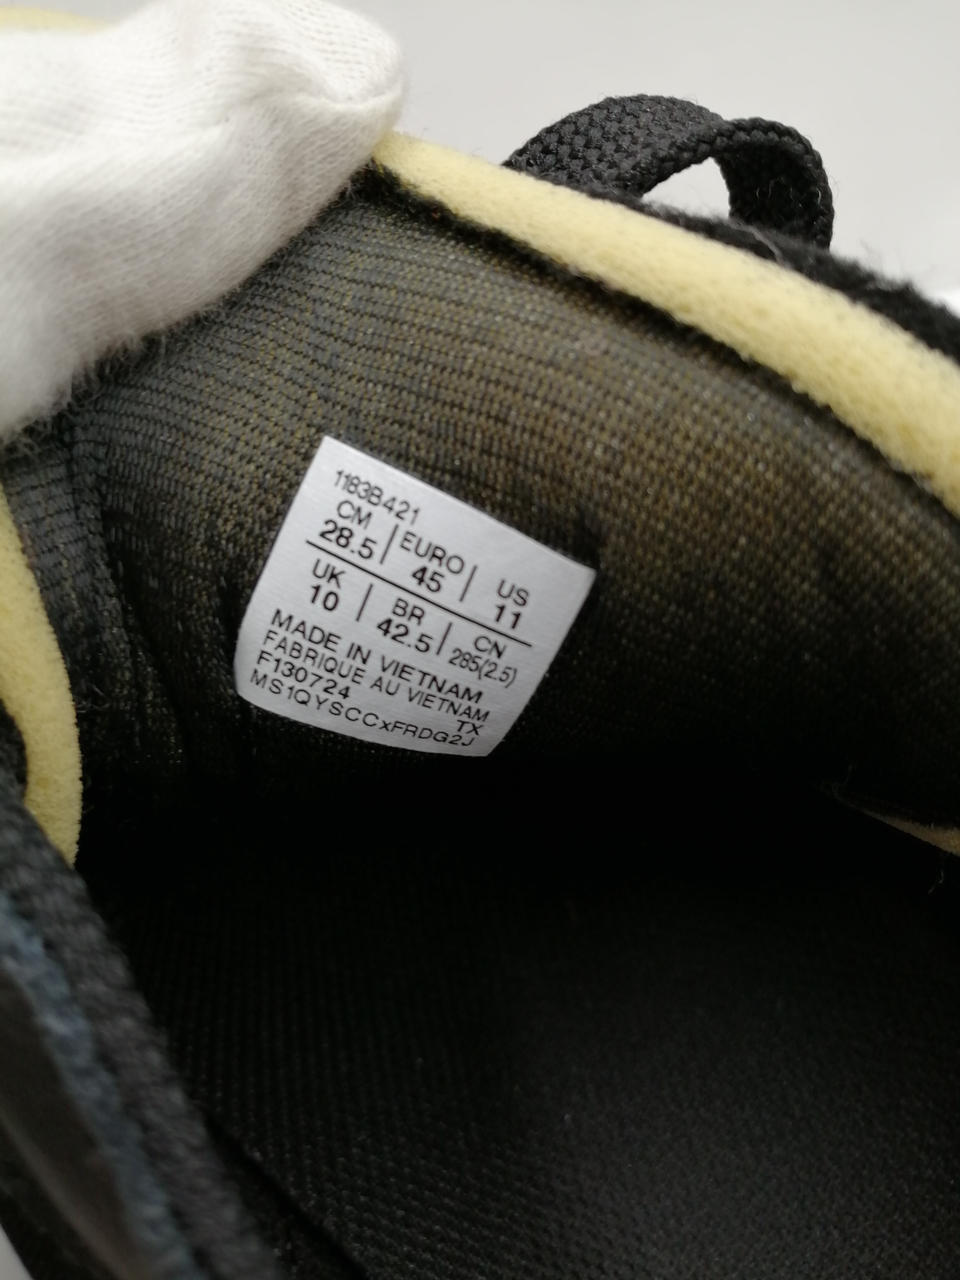 1183B421
CM | EURO | US
28.5 | 45 | 11
UK | BR | CN
10 | 42.5 | 285(2.5)
MADE IN VIETNAM
FABRIQUE AU VIETNAM
F130724 TX
MS1QYSCCxFRDG2J